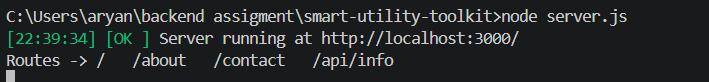 C:\Users\aryan\backend assigment\smart-utility-toolkit>node server.js
[22:39:34] [OK ] Server running at http://localhost:3000/
Routes -> /   /about   /contact   /api/info